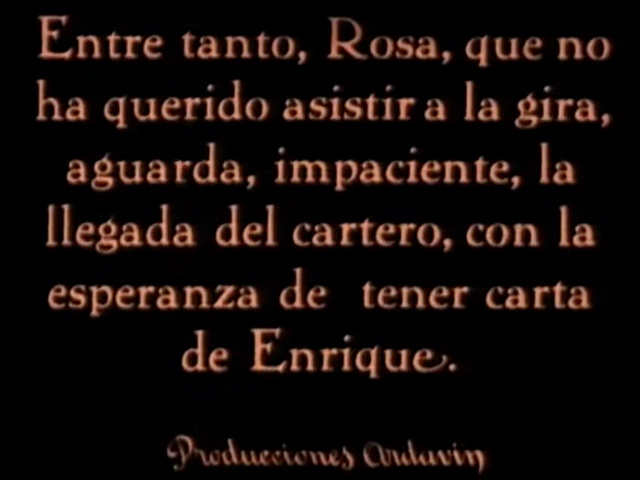 Entre tanto, Rosa, que no
ha querido asistir a la gira,
aguarda, impaciente, la
llegada del cartero, con la
esperanza de tener carta
de Enrique.
Producciones Ardavin